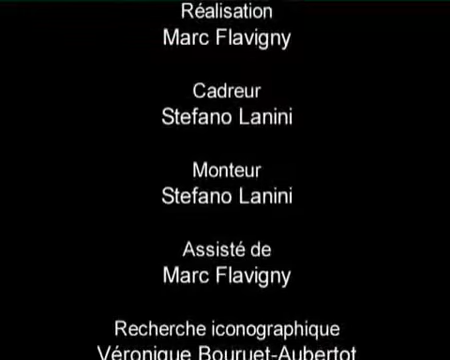 Réalisation
Marc Flavigny
Cadreur
Stefano Lanini
Monteur
Stefano Lanini
Assisté de
Marc Flavigny
Recherche iconographique
Véronique Bouruet-Aubertot